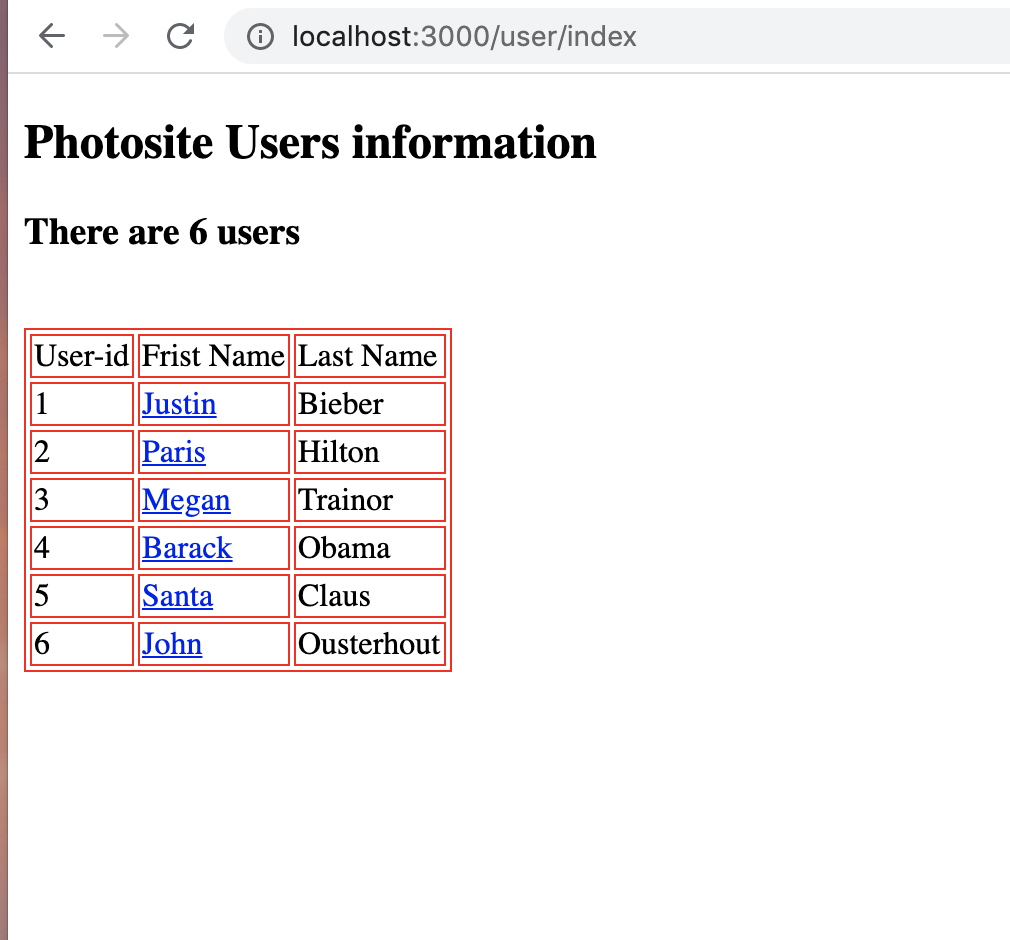 localhost:3000/user/index
Photosite Users information
There are 6 users
User-id Frist Name Last Name
1 Justin Bieber
2 Paris Hilton
3 Megan Trainor
4 Barack Obama
5 Santa Claus
6 John Ousterhout